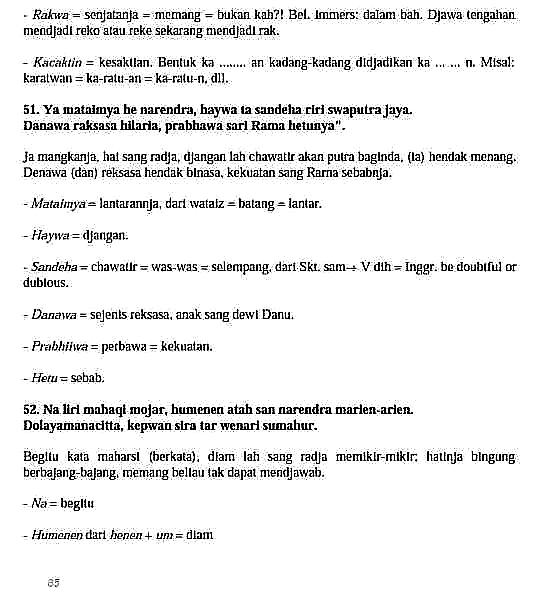 - Rakwa = senjatanja = memang = bukan kah?! Bel. Immers: dalam bah. Djawa tengahan
mendjadi reko atau reke sekarang mendjadi rak.
- Kacaktin = kesaktian. Bentuk ka ........ an kadang-kadang didjadikan ka ... ... n. Misal:
karatwan = ka-ratu-an = ka-ratu-n, dll.
51. Ya mataimya he narendra, haywa ta sandeha riri swaputra jaya.
Danawa raksasa hilaria, prabhawa sari Rama hetunya".
Ja mangkanja, hai sang radja, djangan lah chawatir akan putra baginda, (ia) hendak menang.
Denawa (dan) reksasa hendak binasa, kekuatan sang Rama sebabnja.
- Mataimya = lantarannja, dari wataiz = batang = lantar.
- Haywa = djangan.
- Sandeha = chawatir = was-was = selempang, dari Skt. sam→ V dih = Inggr. be doubtful or
dubious.
- Danawa = sejenis reksasa, anak sang dewi Danu.
- Prabhiiwa = perbawa = kekuatan.
- Hetu = sebab.
52. Na liri mahaqi mojar, humenen atah san narendra marien-arien.
Dolayamanacitta, kepwan sira tar wenari sumahur.
Begitu kata maharsi (berkata), diam lah sang radja memikir-mikir; hatinja bingung
berbajang-bajang, memang beliau tak dapat mendjawab.
- Na = begitu
- Humenen dari henen + um = diam
85